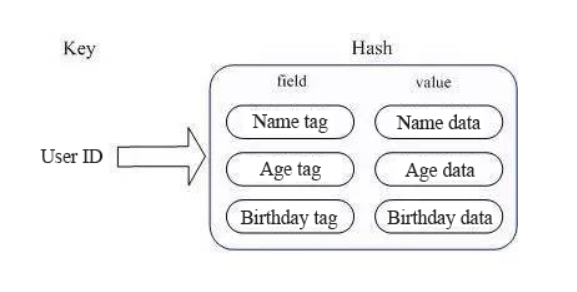 Key
Hash
field value
Name tag Name data
User ID
Age tag Age data
Birthday tag Birthday data